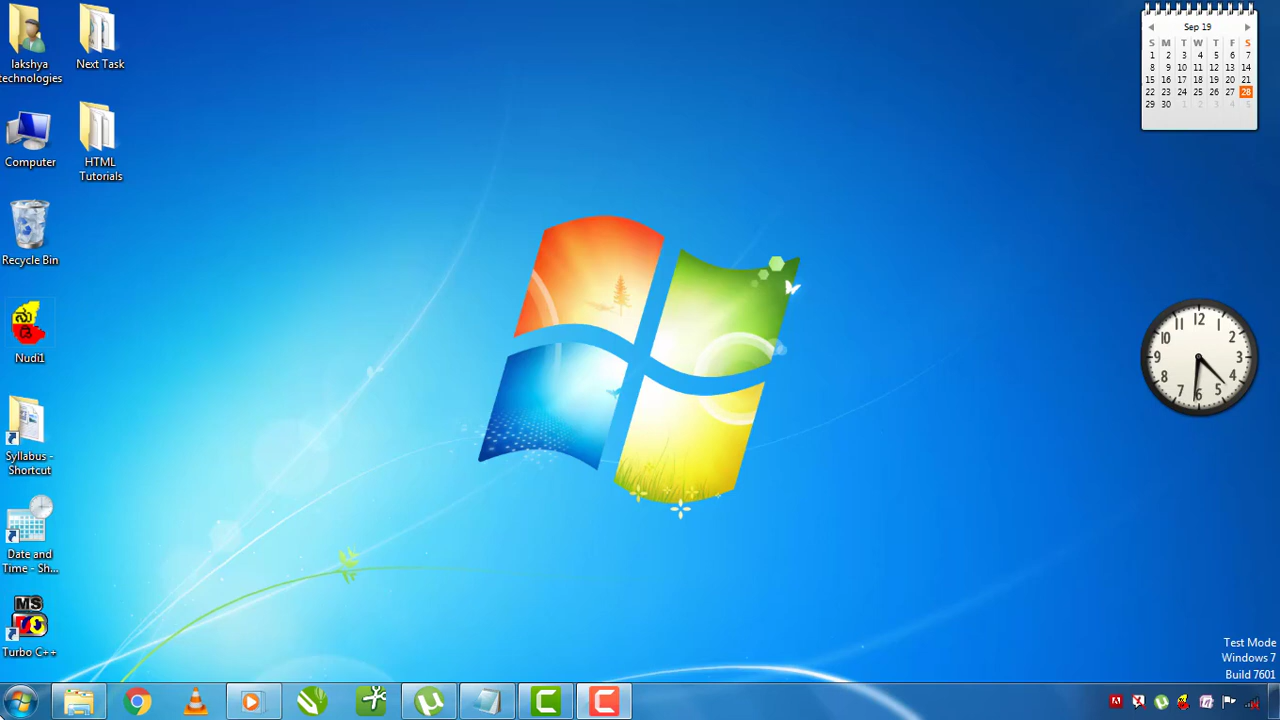 lakshya
technologies
Next Task
Computer
HTML
Tutorials
Recycle Bin
ನುಡಿ
Nudi1
Syllabus -
Shortcut
Date and
Time - Sh...
MS
Turbo C++
Sep 19
S M T W T F S
1 2 3 4 5 6 7
8 9 10 11 12 13 14
15 16 17 18 19 20 21
22 23 24 25 26 27 28
29 30 1 2 3 4 5
12
11 1
10 2
9 3
8 4
7 5
6
Test Mode
Windows 7
Build 7601